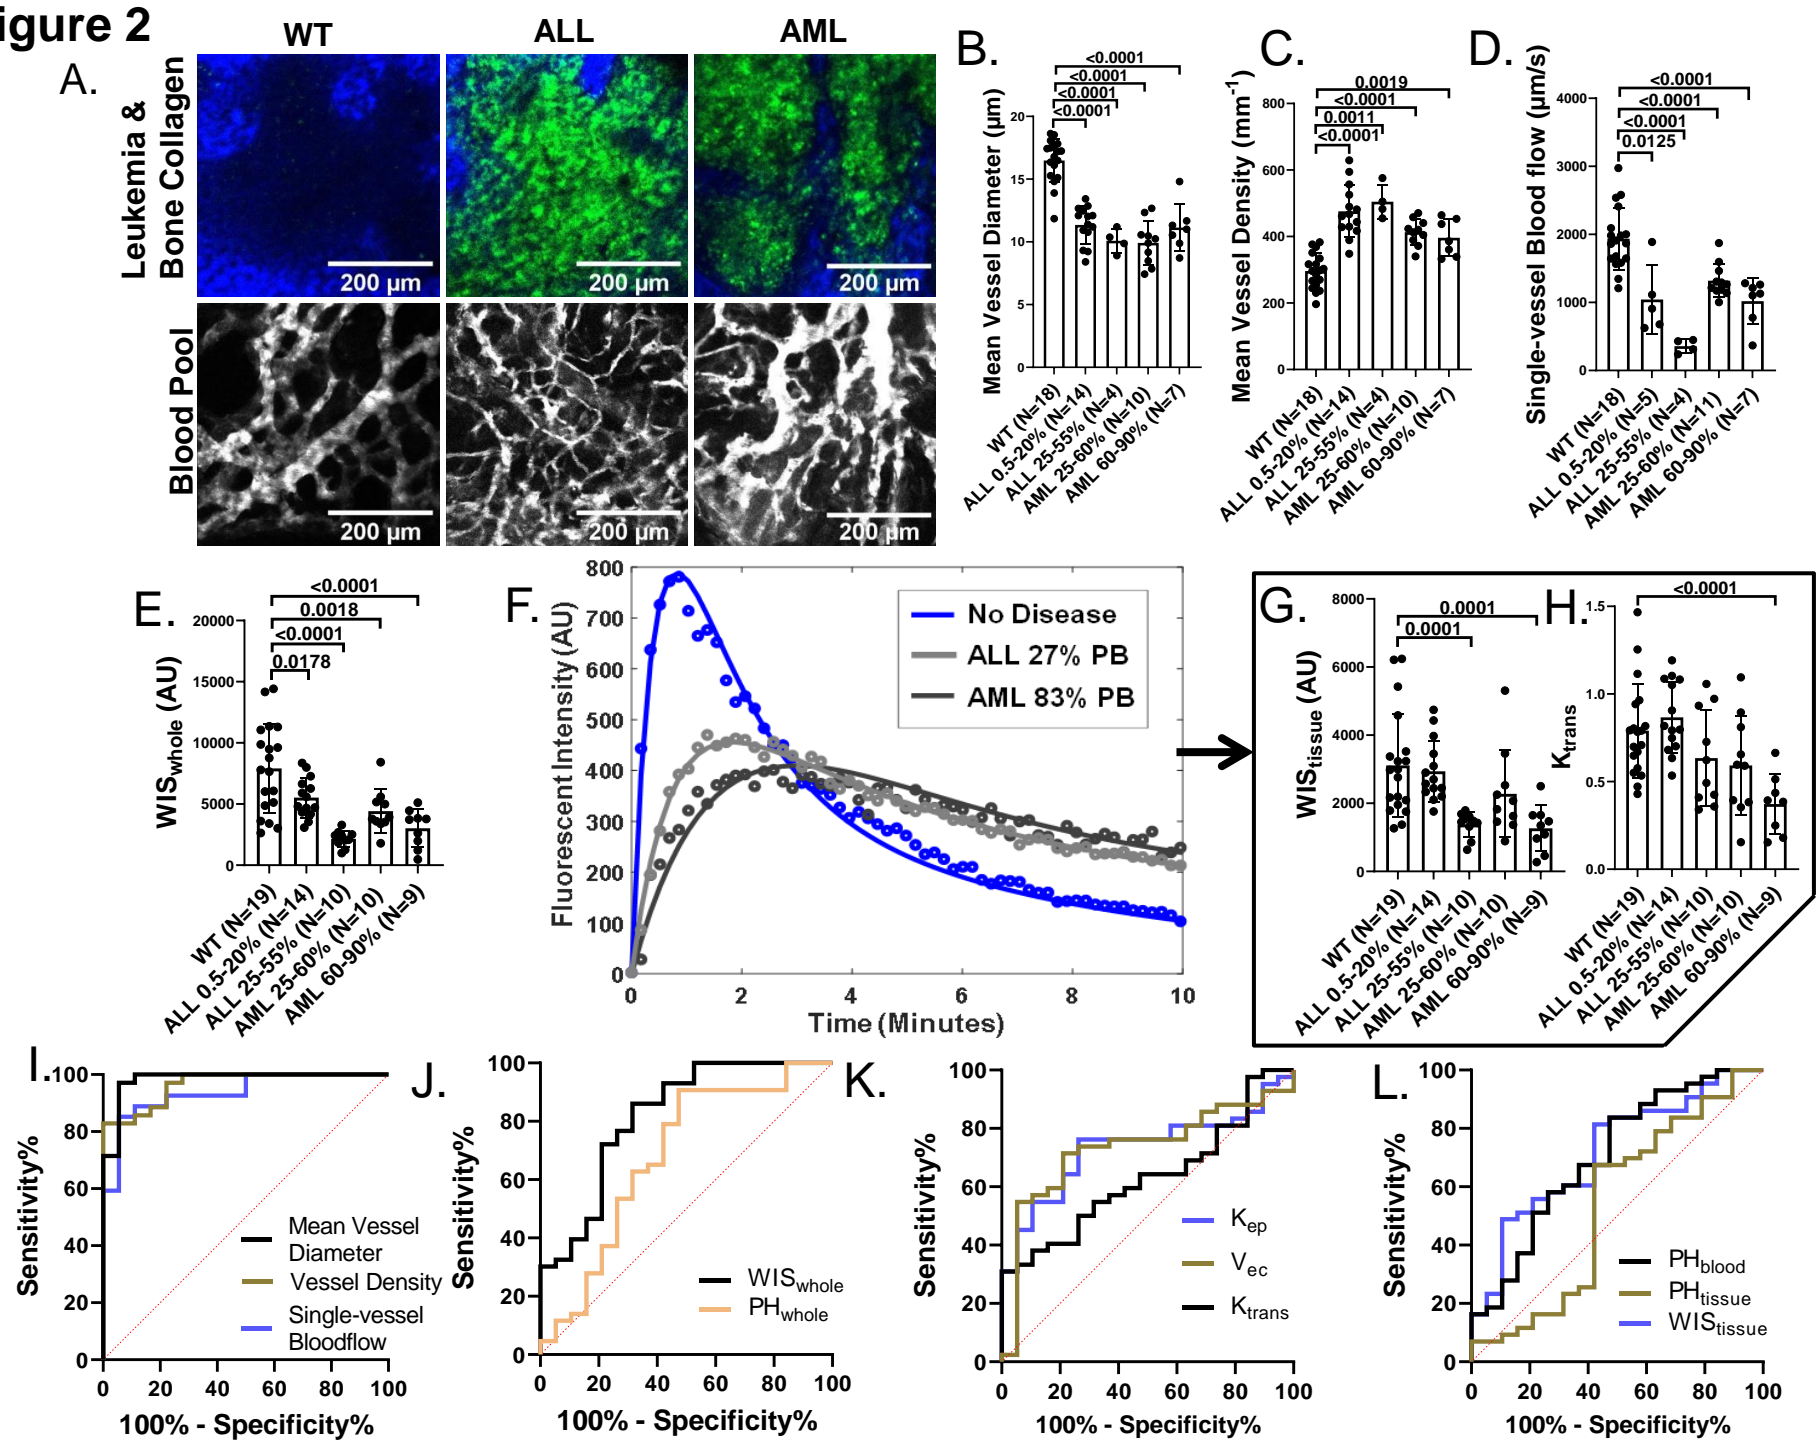 igure 2
WT
ALL
AML
A.
Leukemia &
Bone Collagen
200 µm
200 µm
200 µm
Blood Pool
200 µm
200 µm
200 µm
B.
<0.0001
<0.0001
<0.0001
<0.0001
Mean Vessel Diameter (µm)
20
15
10
5
0
WT (N=18)
ALL 0.5-20% (N=14)
ALL 25-55% (N=4)
AML 25-60% (N=10)
AML 60-90% (N=7)
C.
0.0019
<0.0001
0.0011
<0.0001
Mean Vessel Density (mm⁻¹)
800
600
400
200
0
WT (N=18)
ALL 0.5-20% (N=14)
ALL 25-55% (N=4)
AML 25-60% (N=10)
AML 60-90% (N=7)
D.
<0.0001
<0.0001
<0.0001
0.0125
Single-vessel Blood flow (µm/s)
4000
3000
2000
1000
0
WT (N=18)
ALL 0.5-20% (N=5)
ALL 25-55% (N=4)
AML 25-60% (N=11)
AML 60-90% (N=7)
E.
<0.0001
0.0018
<0.0001
0.0178
WISwhole (AU)
20000
15000
10000
5000
0
WT (N=19)
ALL 0.5-20% (N=14)
ALL 25-55% (N=10)
AML 25-60% (N=10)
AML 60-90% (N=9)
F.
Fluorescent Intensity (AU)
800
700
600
500
400
300
200
100
0
0 2 4 6 8 10
Time (Minutes)
No Disease
ALL 27% PB
AML 83% PB
G.
0.0001
0.0001
WIStissue (AU)
8000
6000
4000
2000
0
WT (N=19)
ALL 0.5-20% (N=14)
ALL 25-55% (N=10)
AML 25-60% (N=10)
AML 60-90% (N=9)
H.
<0.0001
Ktrans
1.5
1.0
0.5
0.0
WT (N=19)
ALL 0.5-20% (N=14)
ALL 25-55% (N=10)
AML 25-60% (N=10)
AML 60-90% (N=9)
I.
Sensitivity%
100
80
60
40
20
0
0 20 40 60 80 100
100% - Specificity%
Mean Vessel
Diameter
Vessel Density
Single-vessel
Bloodflow
J.
Sensitivity%
100
80
60
40
20
0
0 20 40 60 80 100
100% - Specificity%
WISwhole
PHwhole
K.
Sensitivity%
100
80
60
40
20
0
0 20 40 60 80 100
100% - Specificity%
Kep
Vec
Ktrans
L.
Sensitivity%
100
80
60
40
20
0
0 20 40 60 80 100
100% - Specificity%
PHblood
PHtissue
WIStissue